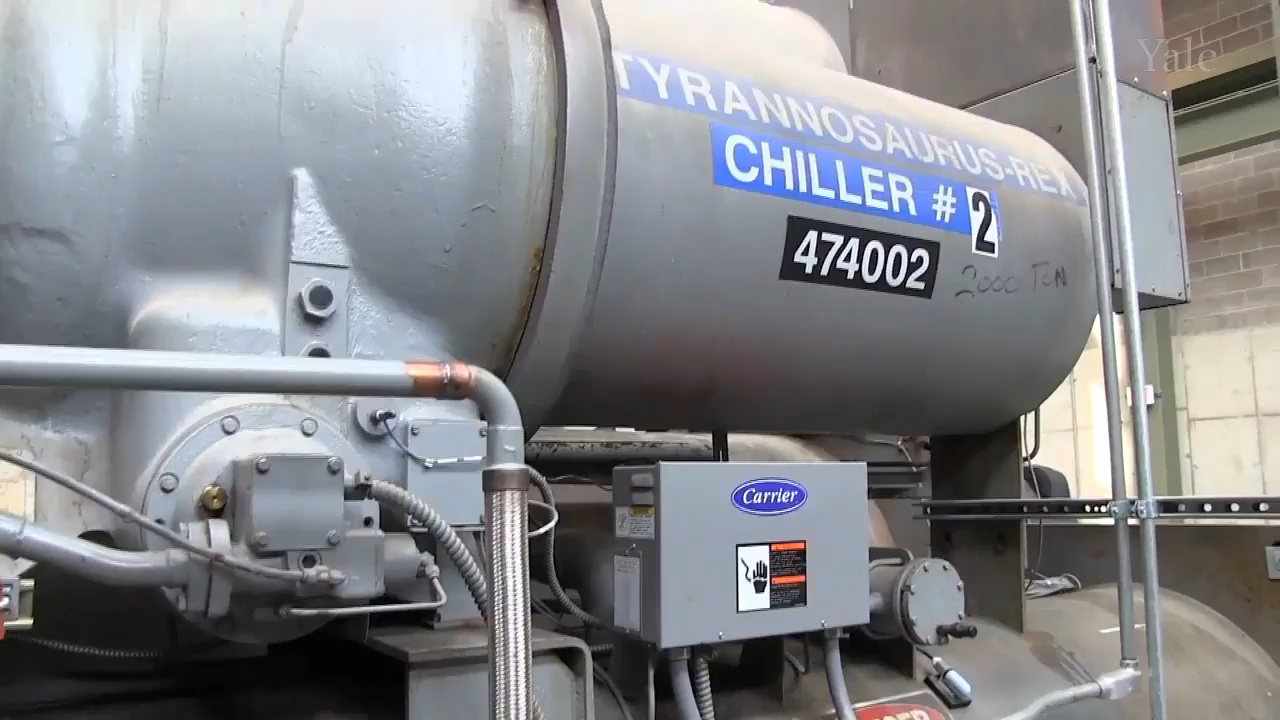 Yale
TYRANNOSAURUS-REX
CHILLER # 2
474002
2000 TON
Carrier